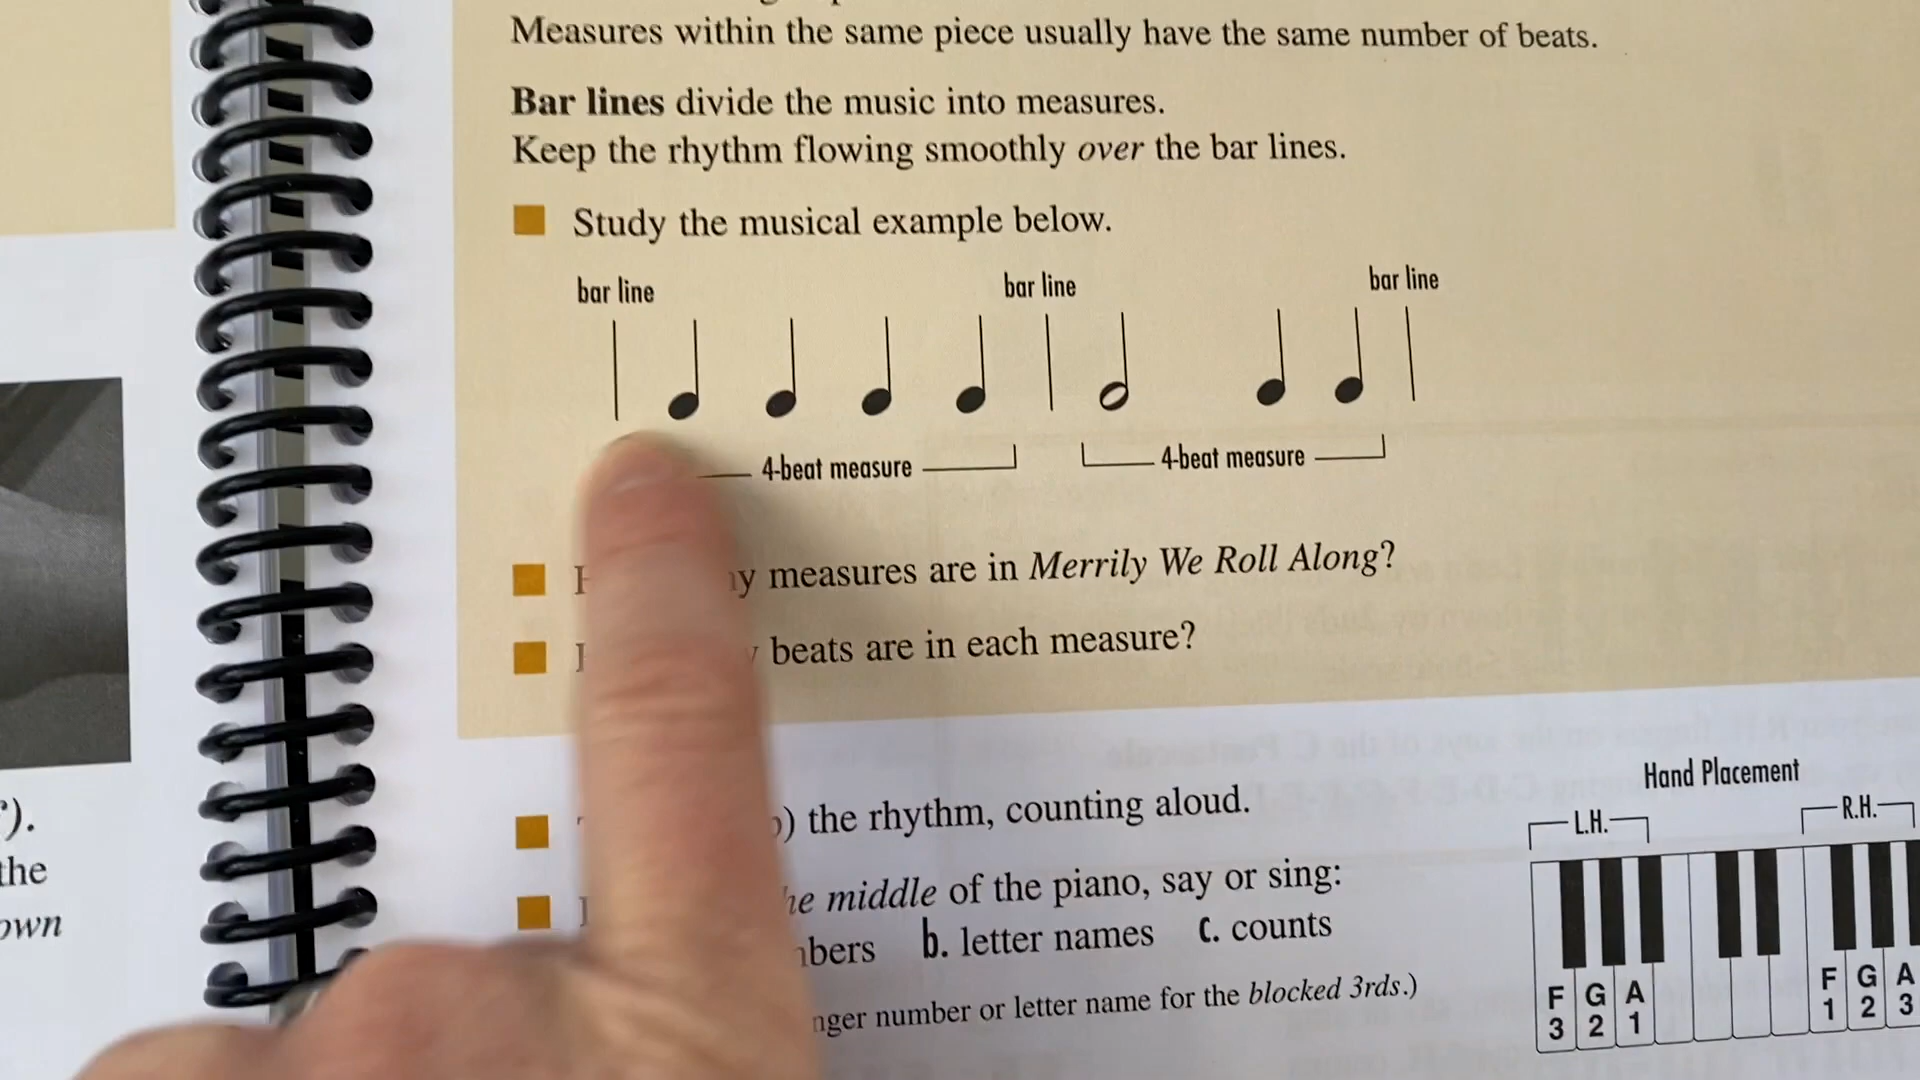 Measures within the same piece usually have the same number of beats.
Bar lines divide the music into measures.
Keep the rhythm flowing smoothly over the bar lines.
Study the musical example below.
bar line bar line bar line
4-beat measure 4-beat measure
measures are in Merrily We Roll Along?
beats are in each measure?
the rhythm, counting aloud.
middle of the piano, say or sing:
b. letter names c. counts
number or letter name for the blocked 3rds.)
Hand Placement
L.H. R.H.
F G A F G A
3 2 1 1 2 3
the